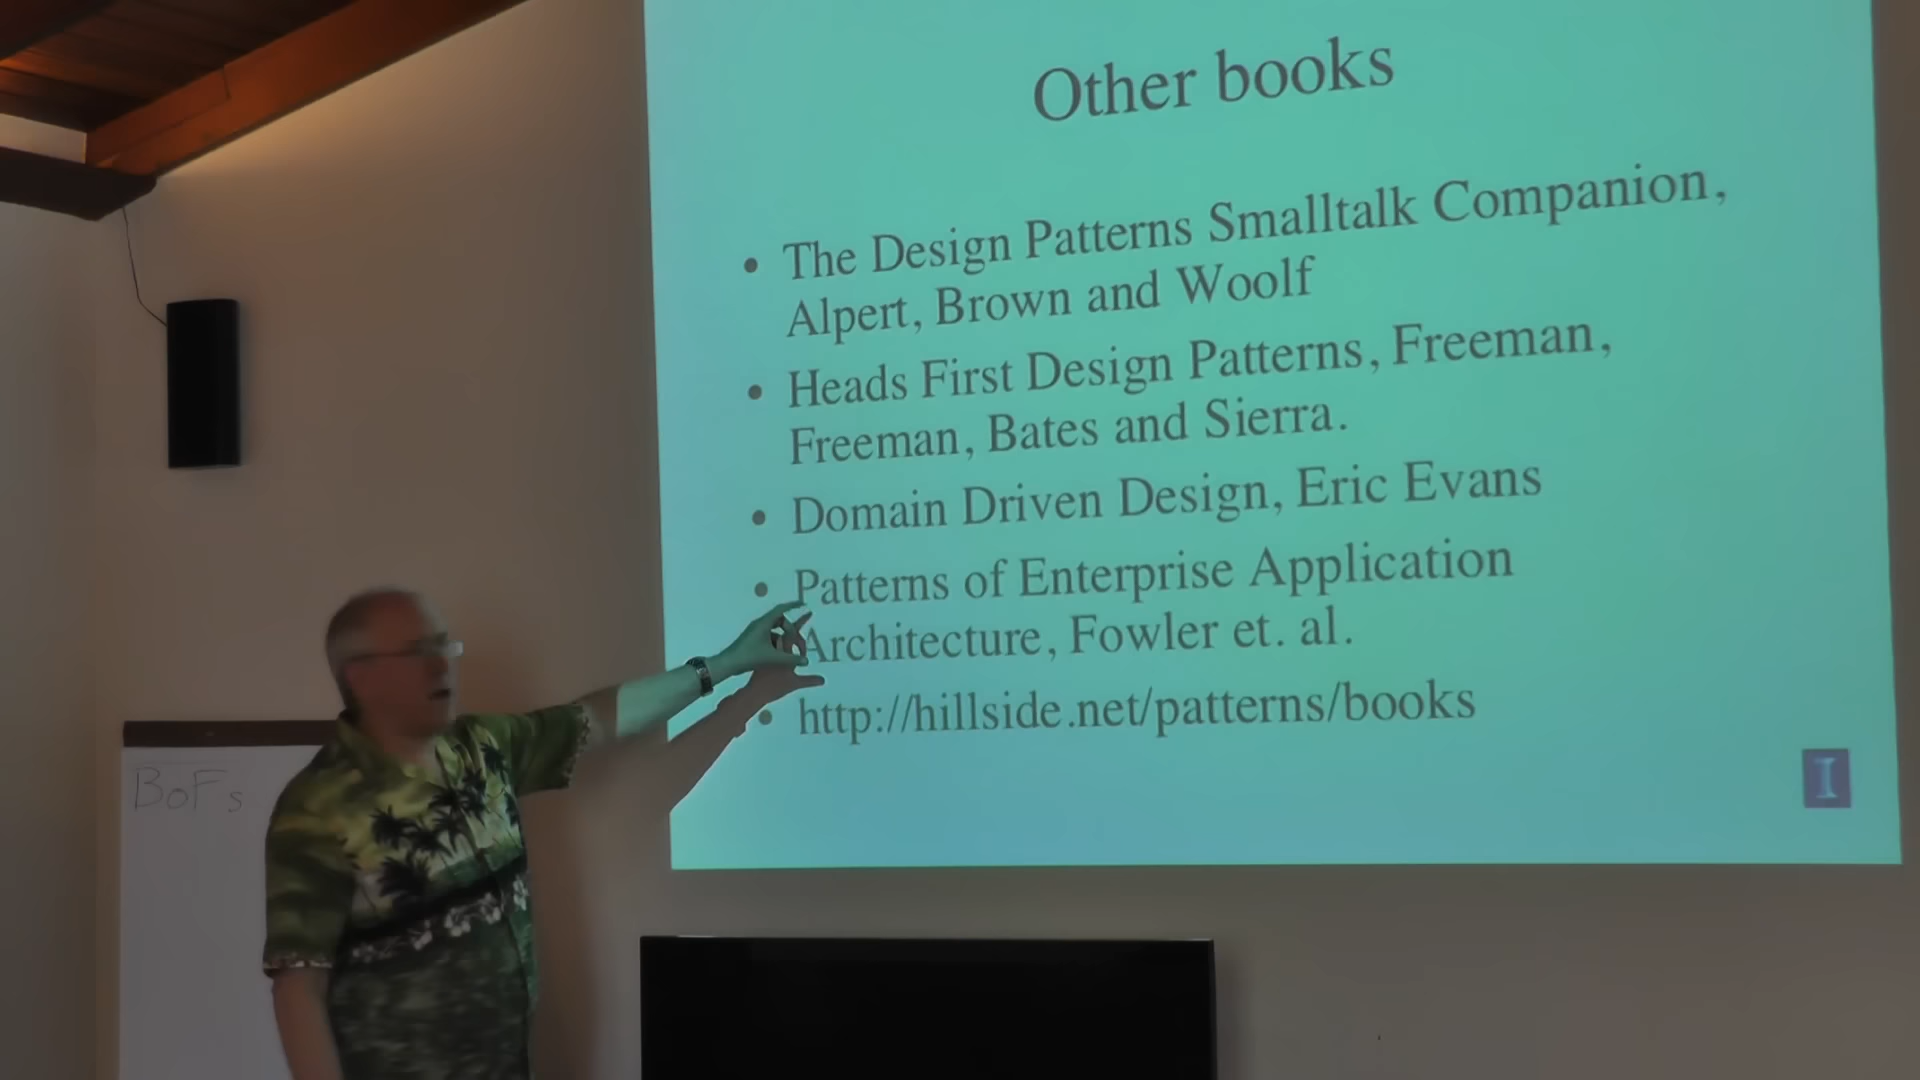 Other books
• The Design Patterns Smalltalk Companion,
Alpert, Brown and Woolf
• Heads First Design Patterns, Freeman,
Freeman, Bates and Sierra.
• Domain Driven Design, Eric Evans
• Patterns of Enterprise Application
Architecture, Fowler et. al.
• http://hillside.net/patterns/books
I
BoFs